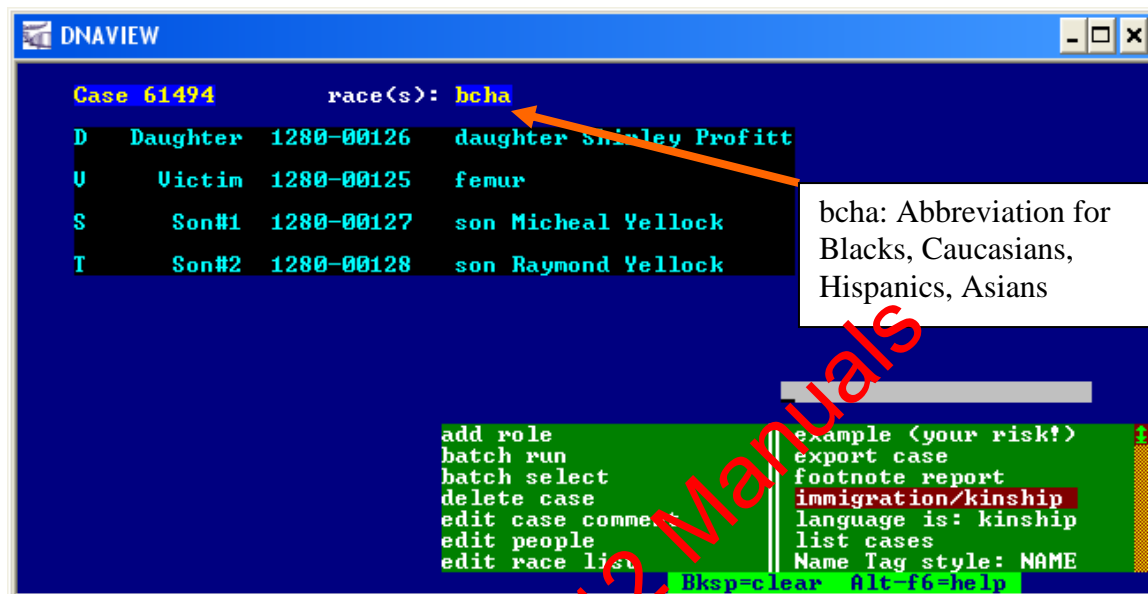 DNAVIEW
Case 61494 race(s): bcha
D Daughter 1280-00126 daughter Shirley Profitt
V Victim 1280-00125 femur
S Son#1 1280-00127 son Micheal Yellock
T Son#2 1280-00128 son Raymond Yellock
bcha: Abbreviation for
Blacks, Caucasians,
Hispanics, Asians
add role
batch run
batch select
delete case
edit case comment
edit people
edit race list
example (your risk!)
export case
footnote report
immigration/kinship
language is: kinship
list cases
Name Tag style: NAME
Bksp=clear Alt-f6=help
2 Manuals